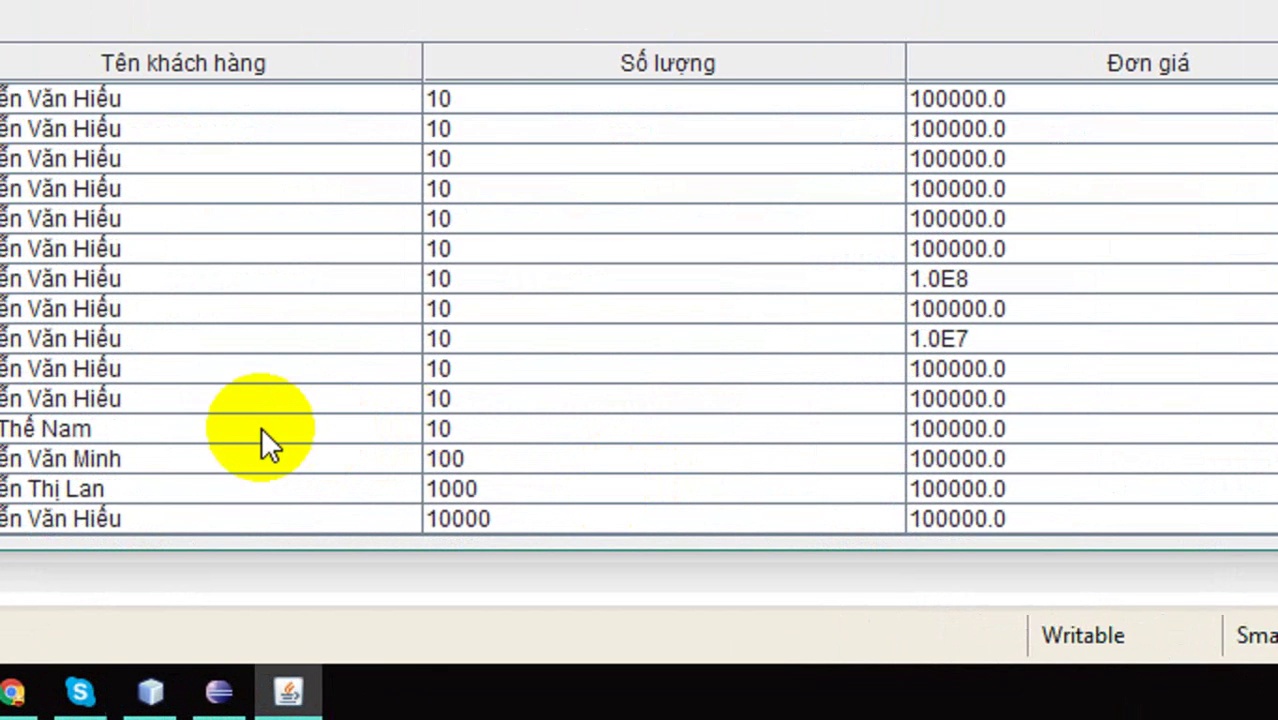 Tên khách hàng Số lượng Đơn giá
ễn Văn Hiếu 10 100000.0
ễn Văn Hiếu 10 100000.0
ễn Văn Hiếu 10 100000.0
ễn Văn Hiếu 10 100000.0
ễn Văn Hiếu 10 100000.0
ễn Văn Hiếu 10 100000.0
ễn Văn Hiếu 10 1.0E8
ễn Văn Hiếu 10 100000.0
ễn Văn Hiếu 10 1.0E7
ễn Văn Hiếu 10 100000.0
ễn Văn Hiếu 10 100000.0
Thế Nam 10 100000.0
ễn Văn Minh 100 100000.0
ễn Thị Lan 1000 100000.0
ễn Văn Hiếu 10000 100000.0
Writable Sma